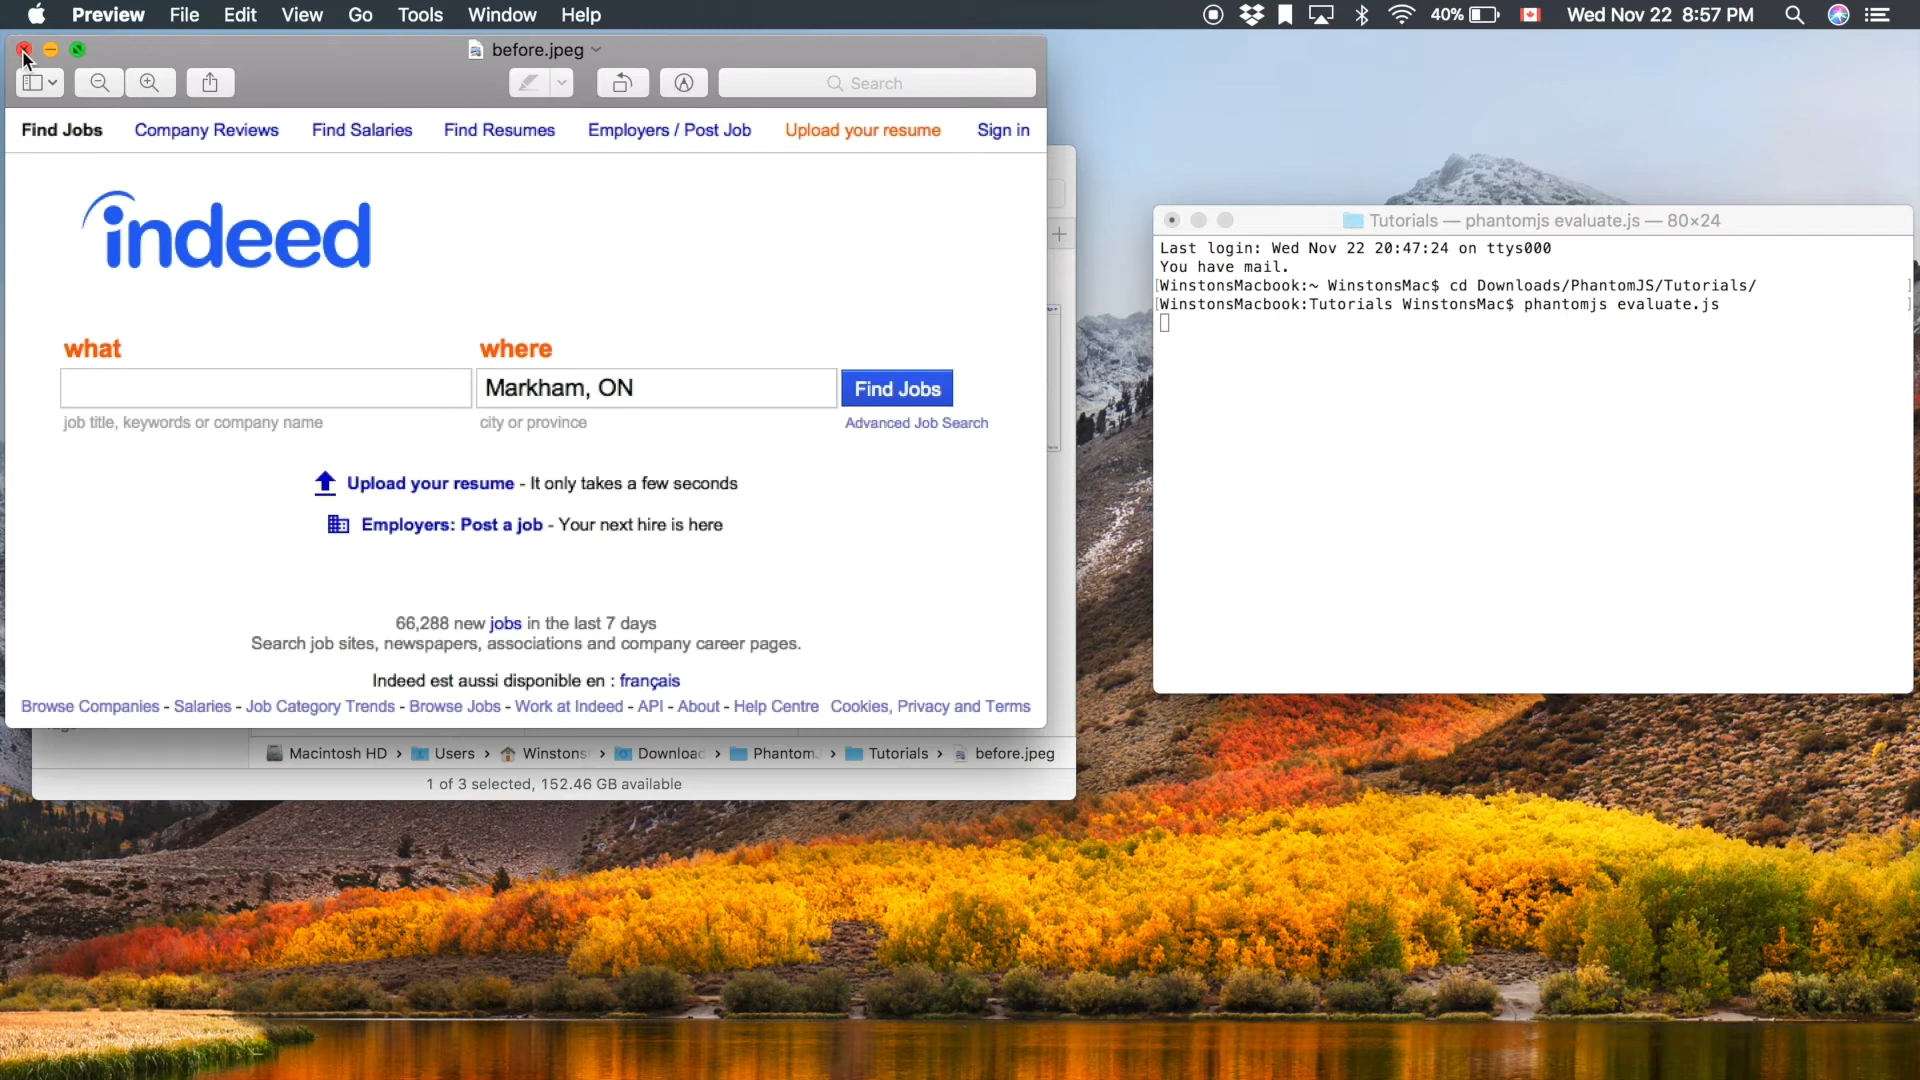 Preview File Edit View Go Tools Window Help 40% Wed Nov 22 8:57 PM
before.jpeg
Search
Find Jobs Company Reviews Find Salaries Find Resumes Employers / Post Job Upload your resume Sign in
indeed
what where
Markham, ON Find Jobs
job title, keywords or company name city or province Advanced Job Search
Upload your resume - It only takes a few seconds
Employers: Post a job - Your next hire is here
66,288 new jobs in the last 7 days
Search job sites, newspapers, associations and company career pages.
Indeed est aussi disponible en : français
Browse Companies - Salaries - Job Category Trends - Browse Jobs - Work at Indeed - API - About - Help Centre Cookies, Privacy and Terms
Macintosh HD › Users › Winstons › Downloac › PhantomJ › Tutorials › before.jpeg
1 of 3 selected, 152.46 GB available
Tutorials — phantomjs evaluate.js — 80×24
Last login: Wed Nov 22 20:47:24 on ttys000
You have mail.
[WinstonsMacbook:~ WinstonsMac$ cd Downloads/PhantomJS/Tutorials/ ]
[WinstonsMacbook:Tutorials WinstonsMac$ phantomjs evaluate.js ]